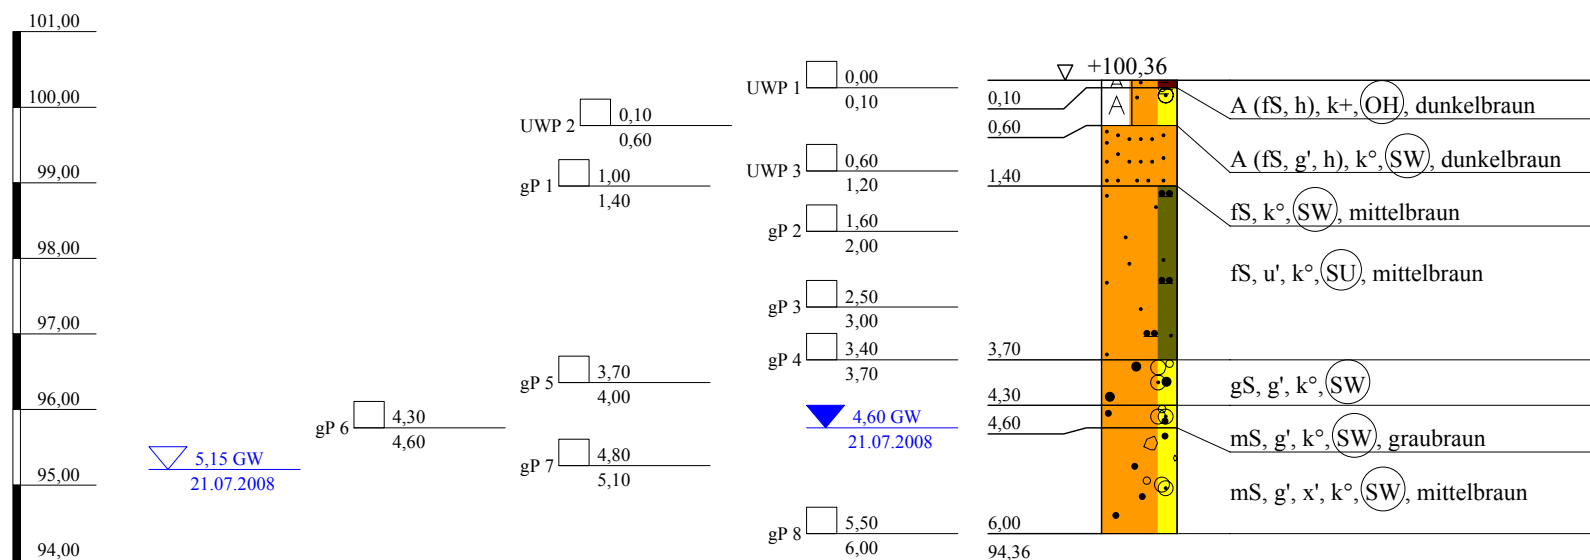 101,00
100,00
99,00
98,00
97,00
96,00
95,00
94,00
5,15 GW
21.07.2008
gP 6
4,30
4,60
UWP 2
0,10
0,60
gP 1
1,00
1,40
gP 5
3,70
4,00
gP 7
4,80
5,10
UWP 1
0,00
0,10
UWP 3
0,60
1,20
gP 2
1,60
2,00
gP 3
2,50
3,00
gP 4
3,40
3,70
4,60 GW
21.07.2008
gP 8
5,50
6,00
+100,36
0,10
0,60
1,40
3,70
4,30
4,60
6,00
94,36
A
A
A (fS, h), k+, OH, dunkelbraun
A (fS, g', h), k°, SW, dunkelbraun
fS, k°, SW, mittelbraun
fS, u', k°, SU, mittelbraun
gS, g', k°, SW
mS, g', k°, SW, graubraun
mS, g', x', k°, SW, mittelbraun